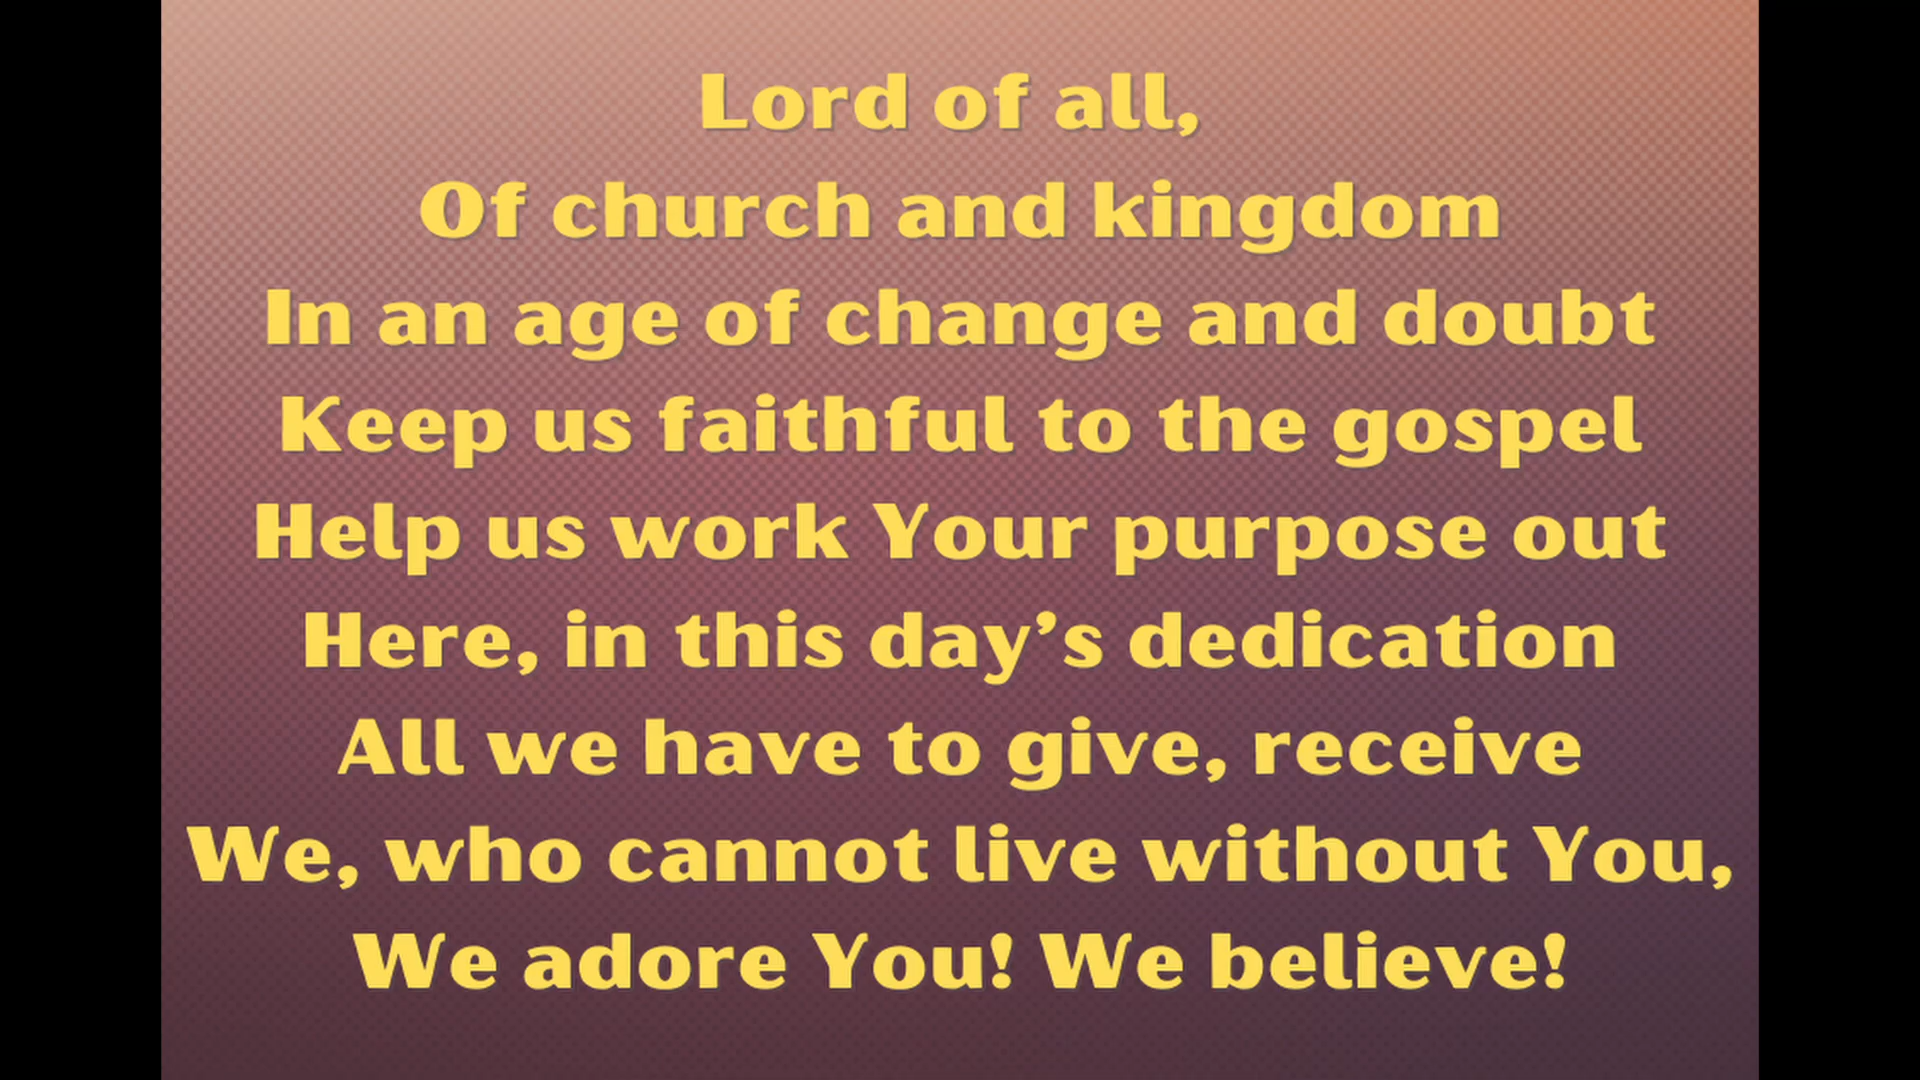 Lord of all,
Of church and kingdom
In an age of change and doubt
Keep us faithful to the gospel
Help us work Your purpose out
Here, in this day’s dedication
All we have to give, receive
We, who cannot live without You,
We adore You! We believe!